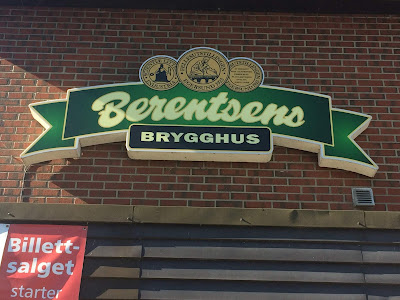 Berentsens
BRYGGHUS
Billett-
salget
starter